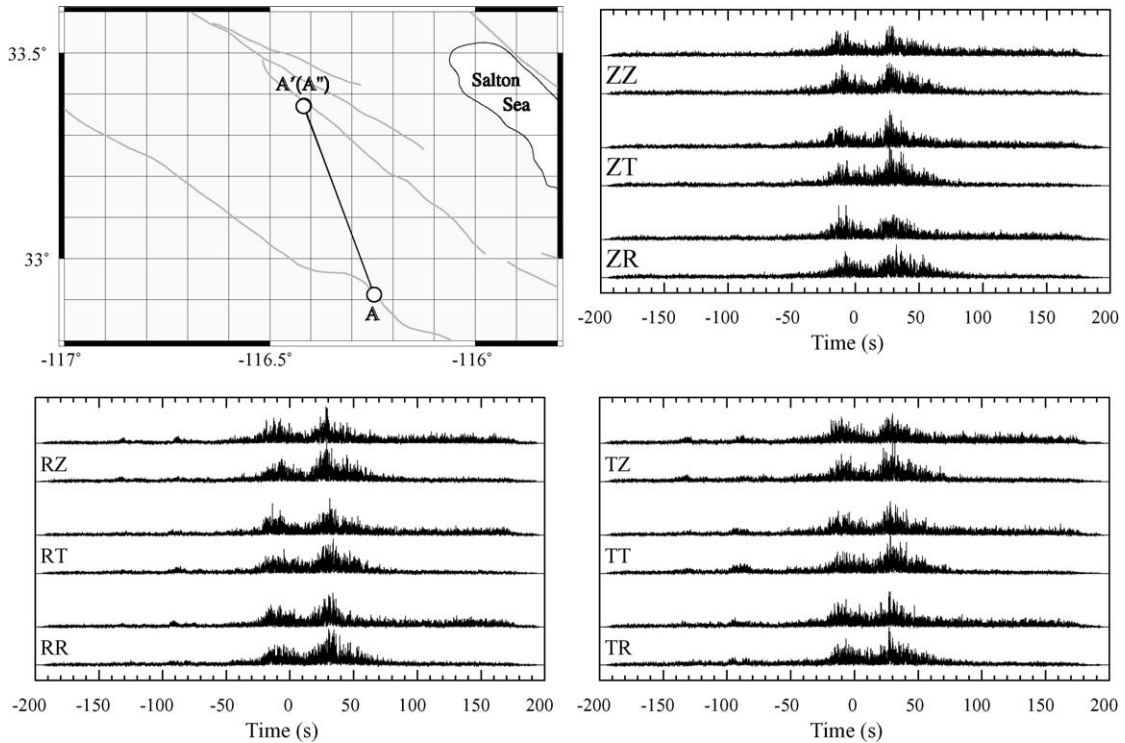 33.5°
33°
A′(A″)
Salton
Sea
A
-117°
-116.5°
-116°
ZZ
ZT
ZR
-200 -150 -100 -50 0 50 100 150 200
Time (s)
RZ
RT
RR
-200 -150 -100 -50 0 50 100 150 200
Time (s)
TZ
TT
TR
-200 -150 -100 -50 0 50 100 150 200
Time (s)